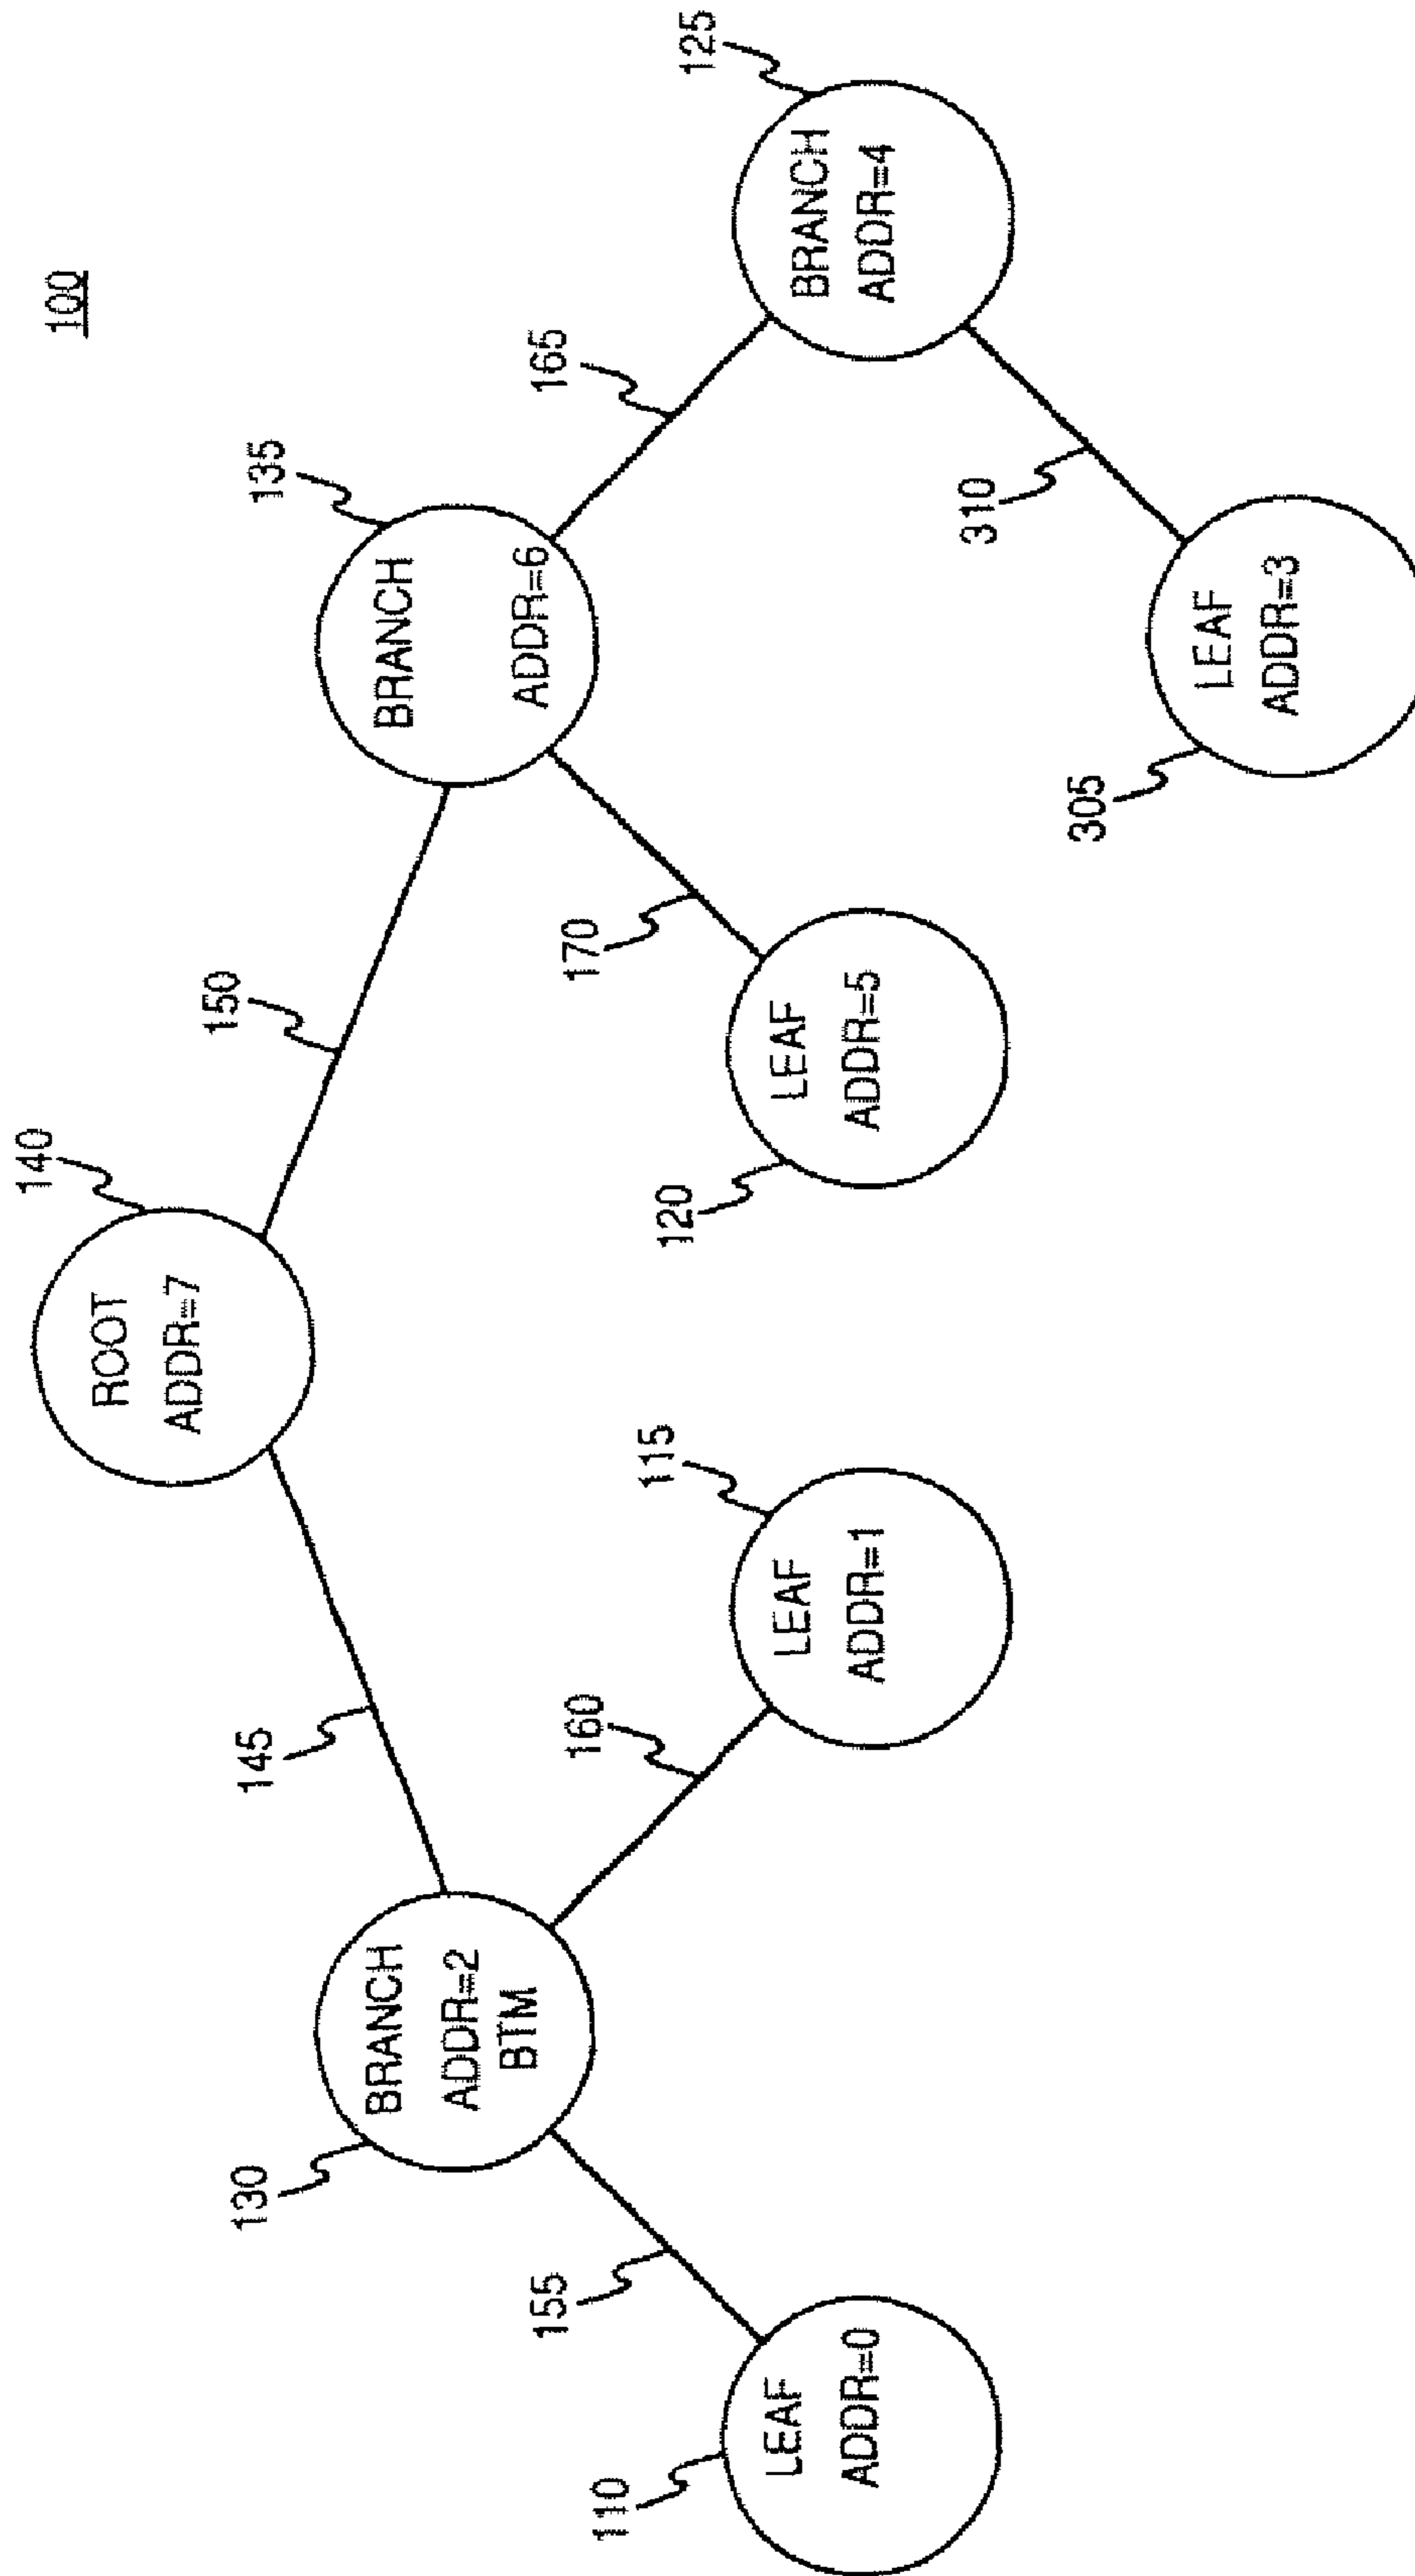 100
140
ROOT
ADDR=7
145
150
130
BRANCH
ADDR=2
BTM
135
BRANCH
ADDR=6
155
160
170
165
110
LEAF
ADDR=0
115
LEAF
ADDR=1
120
LEAF
ADDR=5
125
BRANCH
ADDR=4
310
305
LEAF
ADDR=3